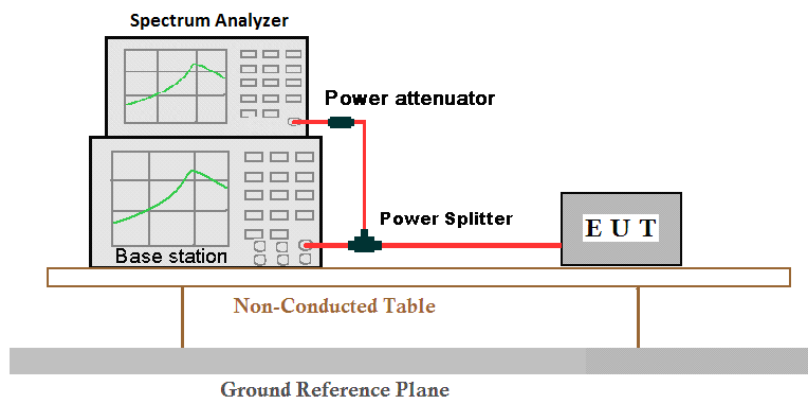 Spectrum Analyzer
Power attenuator
Power Splitter
E U T
Base station
Non-Conducted Table
Ground Reference Plane